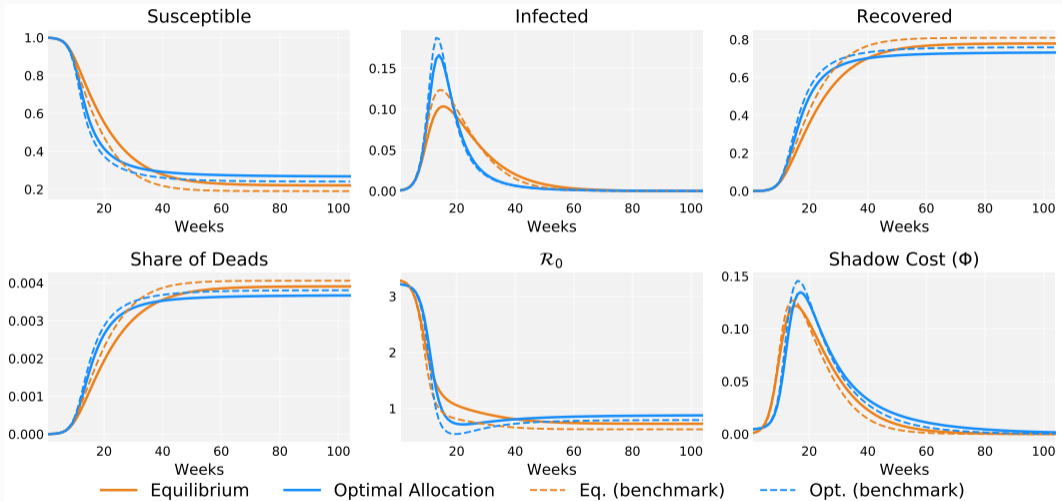 Susceptible
Infected
Recovered
1.0
0.8
0.6
0.4
0.2
20 40 60 80 100
Weeks
0.15
0.10
0.05
0.00
20 40 60 80 100
Weeks
0.8
0.6
0.4
0.2
0.0
20 40 60 80 100
Weeks
Share of Deads
ℛ₀
Shadow Cost (Φ)
0.004
0.003
0.002
0.001
0.000
20 40 60 80 100
Weeks
3
2
1
20 40 60 80 100
Weeks
0.15
0.10
0.05
0.00
20 40 60 80 100
Weeks
Equilibrium Optimal Allocation Eq. (benchmark) Opt. (benchmark)